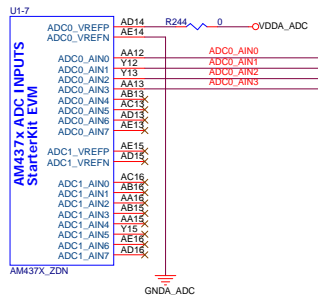 U1-7
AM437x ADC INPUTS
StarterKit EVM
ADC0_VREFP AD14 R244 0 VDDA_ADC
ADC0_VREFN AE14
ADC0_AIN0 AA12 ADC0_AIN0
ADC0_AIN1 Y12 ADC0_AIN1
ADC0_AIN2 Y13 ADC0_AIN2
ADC0_AIN3 AA13 ADC0_AIN3
ADC0_AIN4 AB13
ADC0_AIN5 AC13
ADC0_AIN6 AD13
ADC0_AIN7 AE13
ADC1_VREFP AE15
ADC1_VREFN AD15
ADC1_AIN0 AC16
ADC1_AIN1 AB16
ADC1_AIN2 AA16
ADC1_AIN3 AB15
ADC1_AIN4 AA15
ADC1_AIN5 Y15
ADC1_AIN6 AE16
ADC1_AIN7 AD16
AM437X_ZDN
GNDA_ADC